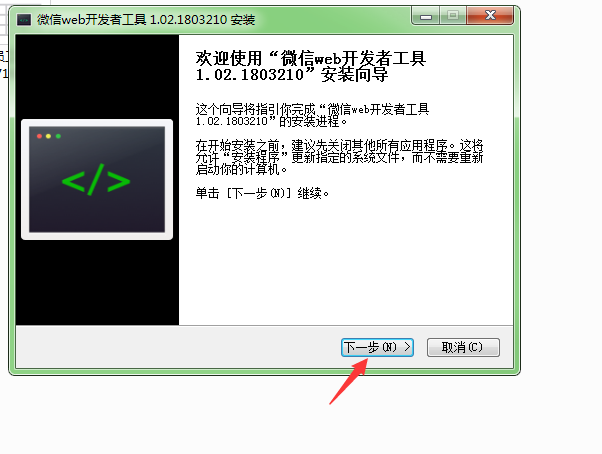 微信web开发者工具 1.02.1803210 安装
欢迎使用“微信web开发者工具
1.02.1803210”安装向导
这个向导将指引你完成“微信web开发者工具
1.02.1803210”的安装进程。
在开始安装之前，建议先关闭其他所有应用程序。这将
允许“安装程序”更新指定的系统文件，而不需要重新
启动你的计算机。
单击 [下一步(N)] 继续。
</>
下一步(N) >
取消(C)